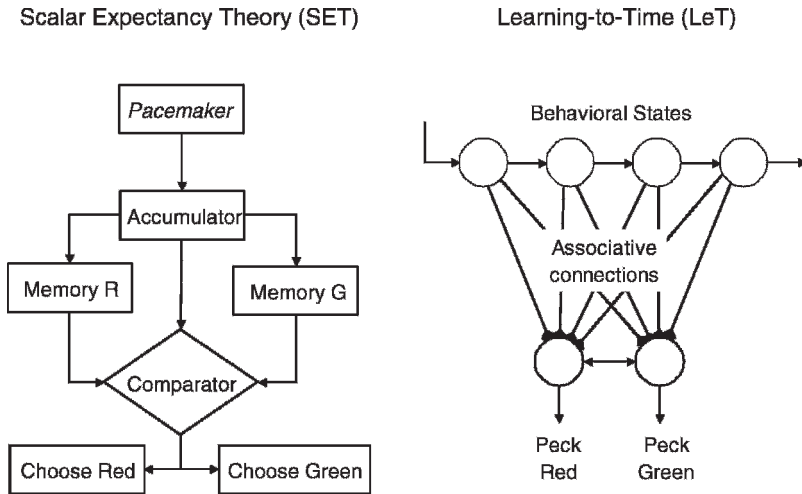 Scalar Expectancy Theory (SET)
Pacemaker
Accumulator
Memory R
Memory G
Comparator
Choose Red
Choose Green
Learning-to-Time (LeT)
Behavioral States
Associative
connections
Peck
Red
Peck
Green